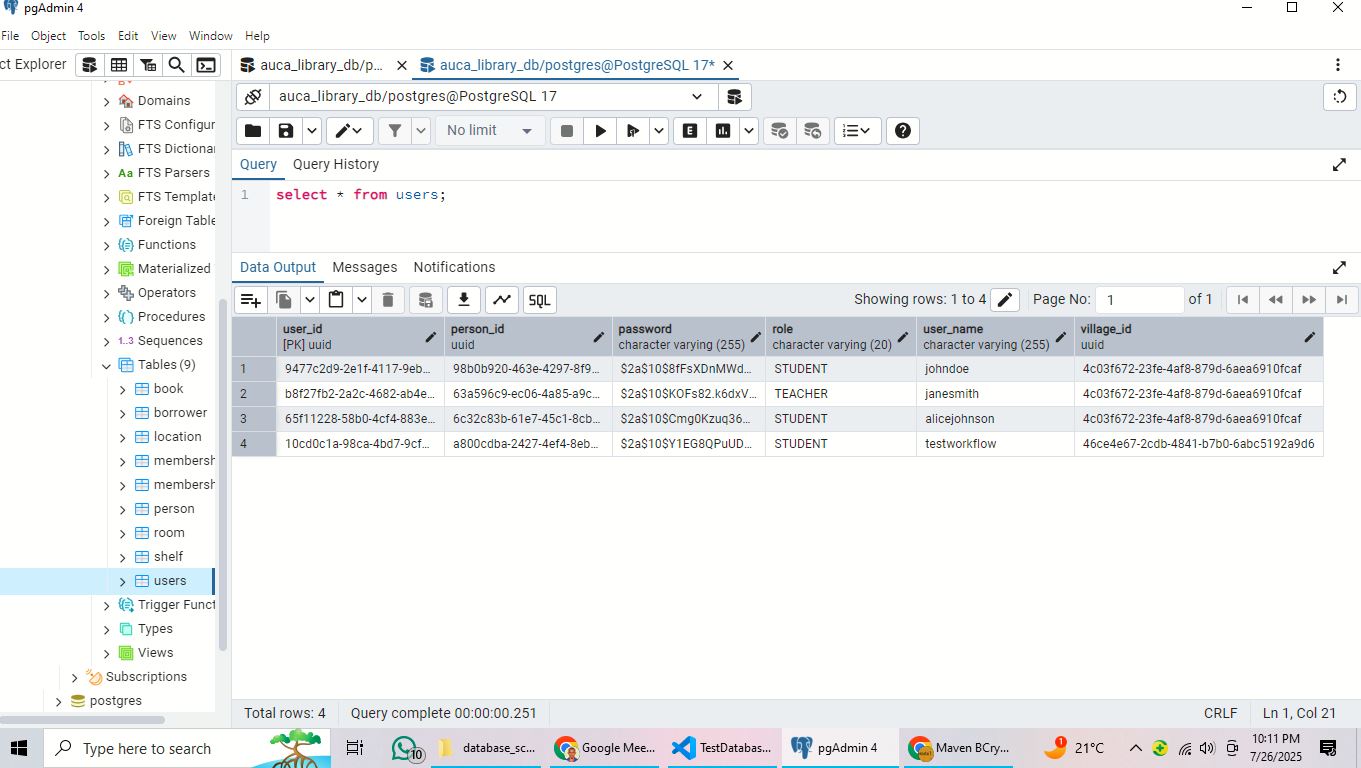 pgAdmin 4
File Object Tools Edit View Window Help
ct Explorer
auca_library_db/p...
auca_library_db/postgres@PostgreSQL 17*
auca_library_db/postgres@PostgreSQL 17
No limit
E
Query Query History
1 select * from users;
Data Output Messages Notifications
SQL
Showing rows: 1 to 4
Page No: 1 of 1
user_id person_id password role user_name village_id
[PK] uuid uuid character varying (255) character varying (20) character varying (255) uuid
1 9477c2d9-2e1f-4117-9eb... 98b0b920-463e-4297-8f9... $2a$10$8fFsXDnMWd... STUDENT johndoe 4c03f672-23fe-4af8-879d-6aea6910fcaf
2 b8f27fb2-2a2c-4682-ab4e... 63a596c9-ec06-4a85-a9c... $2a$10$KOFs82.k6dxV... TEACHER janesmith 4c03f672-23fe-4af8-879d-6aea6910fcaf
3 65f11228-58b0-4cf4-883e... 6c32c83b-61e7-45c1-8cb... $2a$10$Cmg0Kzuq36... STUDENT alicejohnson 4c03f672-23fe-4af8-879d-6aea6910fcaf
4 10cd0c1a-98ca-4bd7-9cf... a800cdba-2427-4ef4-8eb... $2a$10$Y1EG8QPuUD... STUDENT testworkflow 46ce4e67-2cdb-4841-b7b0-6abc5192a9d6
Domains
FTS Configur
FTS Dictionar
Aa FTS Parsers
FTS Template
Foreign Table
Functions
Materialized
Operators
Procedures
1..3 Sequences
Tables (9)
book
borrower
location
membersh
membersh
person
room
shelf
users
Trigger Funct
Types
Views
Subscriptions
postgres
Total rows: 4 Query complete 00:00:00.251 CRLF Ln 1, Col 21
Type here to search
10
database_sc...
Google Mee...
TestDatabas...
pgAdmin 4
Maven BCry...
1
21°C
10:11 PM
7/26/2025